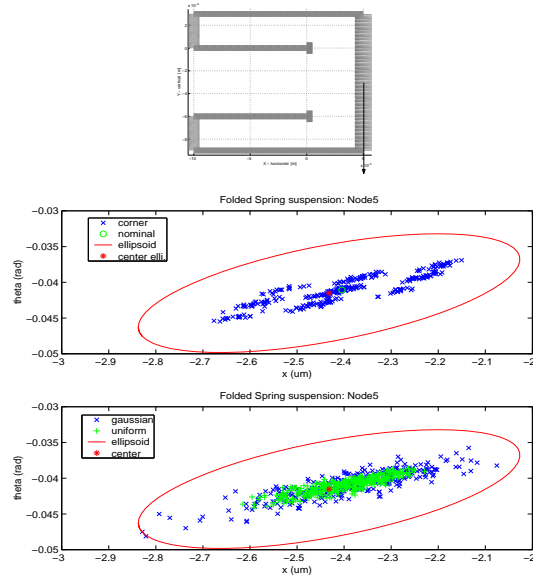 Y - vertical [m]
X - horizontal [m]
Folded Spring suspension: Node5
−0.03
−0.035
−0.04
−0.045
−0.05
theta (rad)
corner
nominal
ellipsoid
center elli.
−3 −2.9 −2.8 −2.7 −2.6 −2.5 −2.4 −2.3 −2.2 −2.1 −2
x (um)
Folded Spring suspension: Node5
−0.03
−0.035
−0.04
−0.045
−0.05
theta (rad)
gaussian
uniform
ellipsoid
center
−3 −2.9 −2.8 −2.7 −2.6 −2.5 −2.4 −2.3 −2.2 −2.1 −2
x (um)